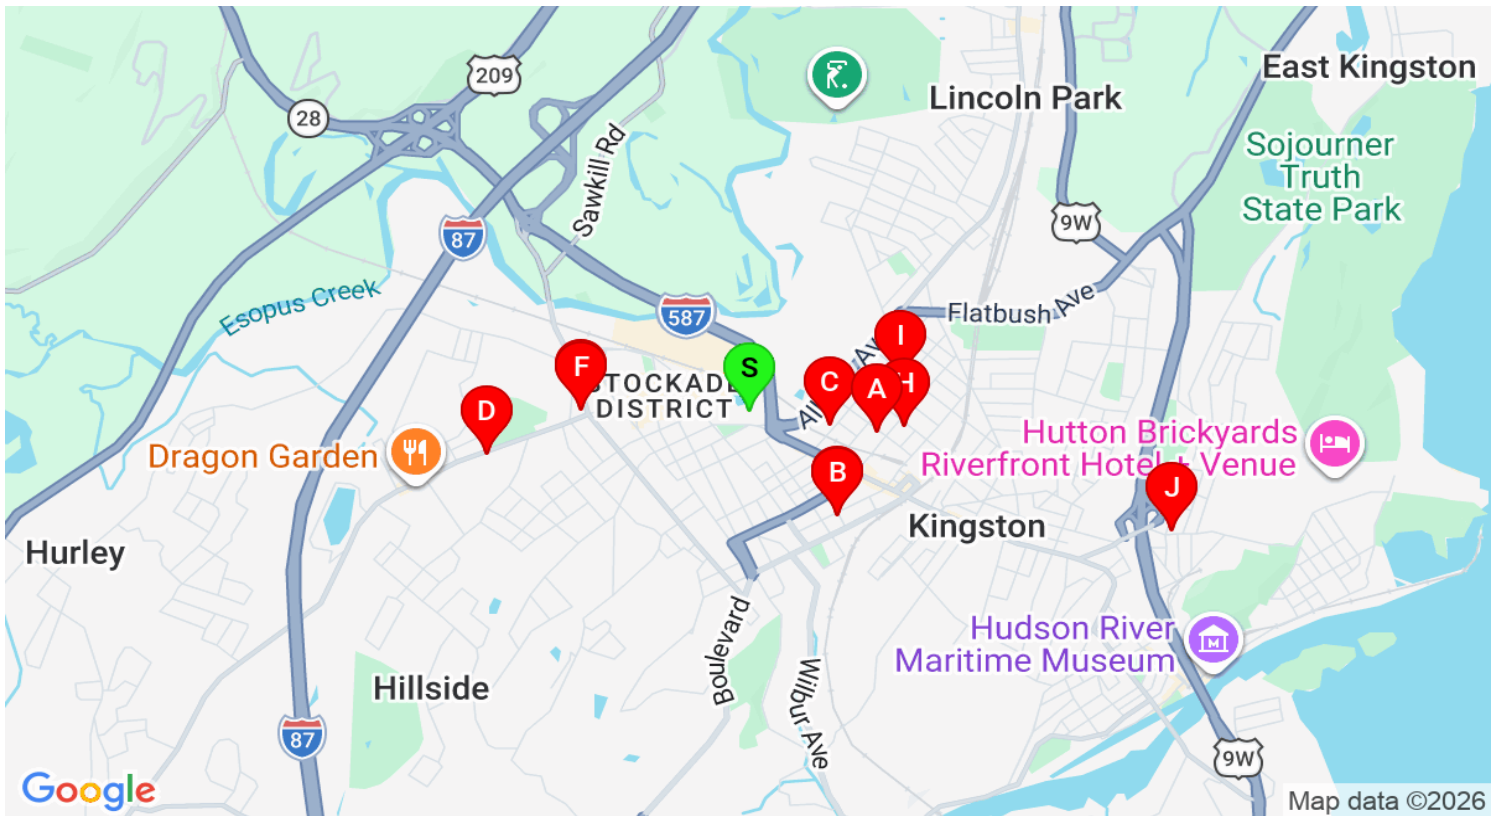 209
28
Sawkill Rd
87
Esopus Creek
587
Lincoln Park
East Kingston
Sojourner
Truth
State Park
9W
Flatbush Ave
I
S
F
C
A
H
D
STOCKADE
DISTRICT
Dragon Garden
B
Hutton Brickyards
Riverfront Hotel + Venue
J
Kingston
Hurley
Boulevard
Wilbur Ave
Hudson River
Maritime Museum
Hillside
87
9W
Google
Map data ©2026